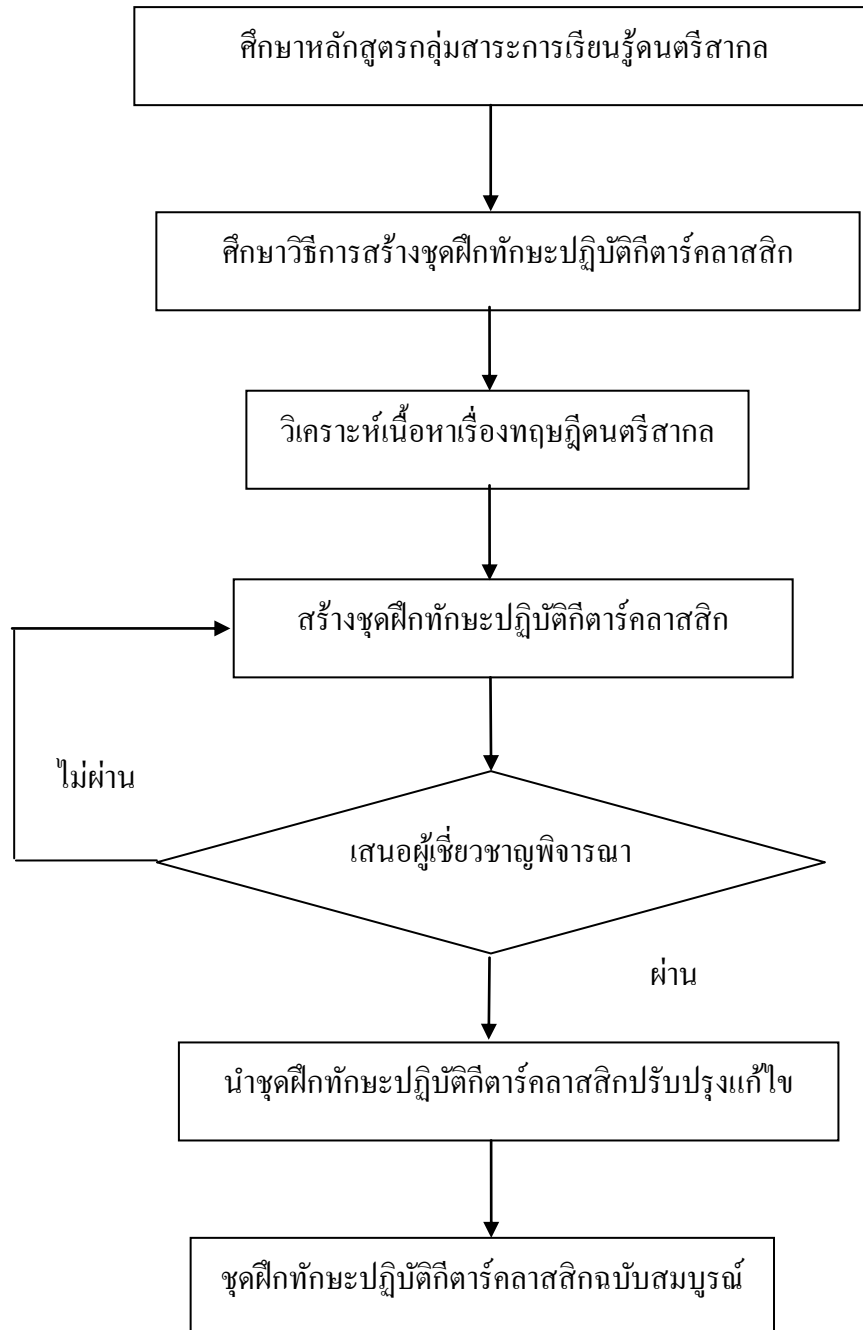 ศึกษาหลักสูตรกลุ่มสาระการเรียนรู้ดนตรีสากล
ศึกษาวิธีการสร้างชุดฝึกทักษะปฏิบัติกีตาร์คลาสสิก
วิเคราะห์เนื้อหาเรื่องทฤษฎีดนตรีสากล
สร้างชุดฝึกทักษะปฏิบัติกีตาร์คลาสสิก
ไม่ผ่าน
เสนอผู้เชี่ยวชาญพิจารณา
ผ่าน
นำชุดฝึกทักษะปฏิบัติกีตาร์คลาสสิกปรับปรุงแก้ไข
ชุดฝึกทักษะปฏิบัติกีตาร์คลาสสิกฉบับสมบูรณ์